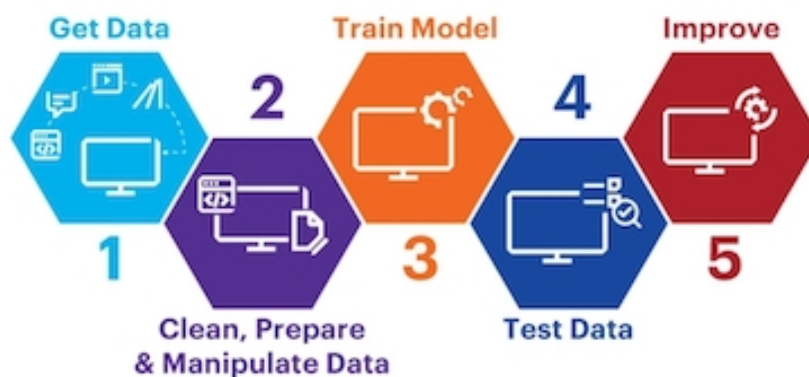 Get Data
1
2
Clean, Prepare
& Manipulate Data
Train Model
3
4
Test Data
Improve
5